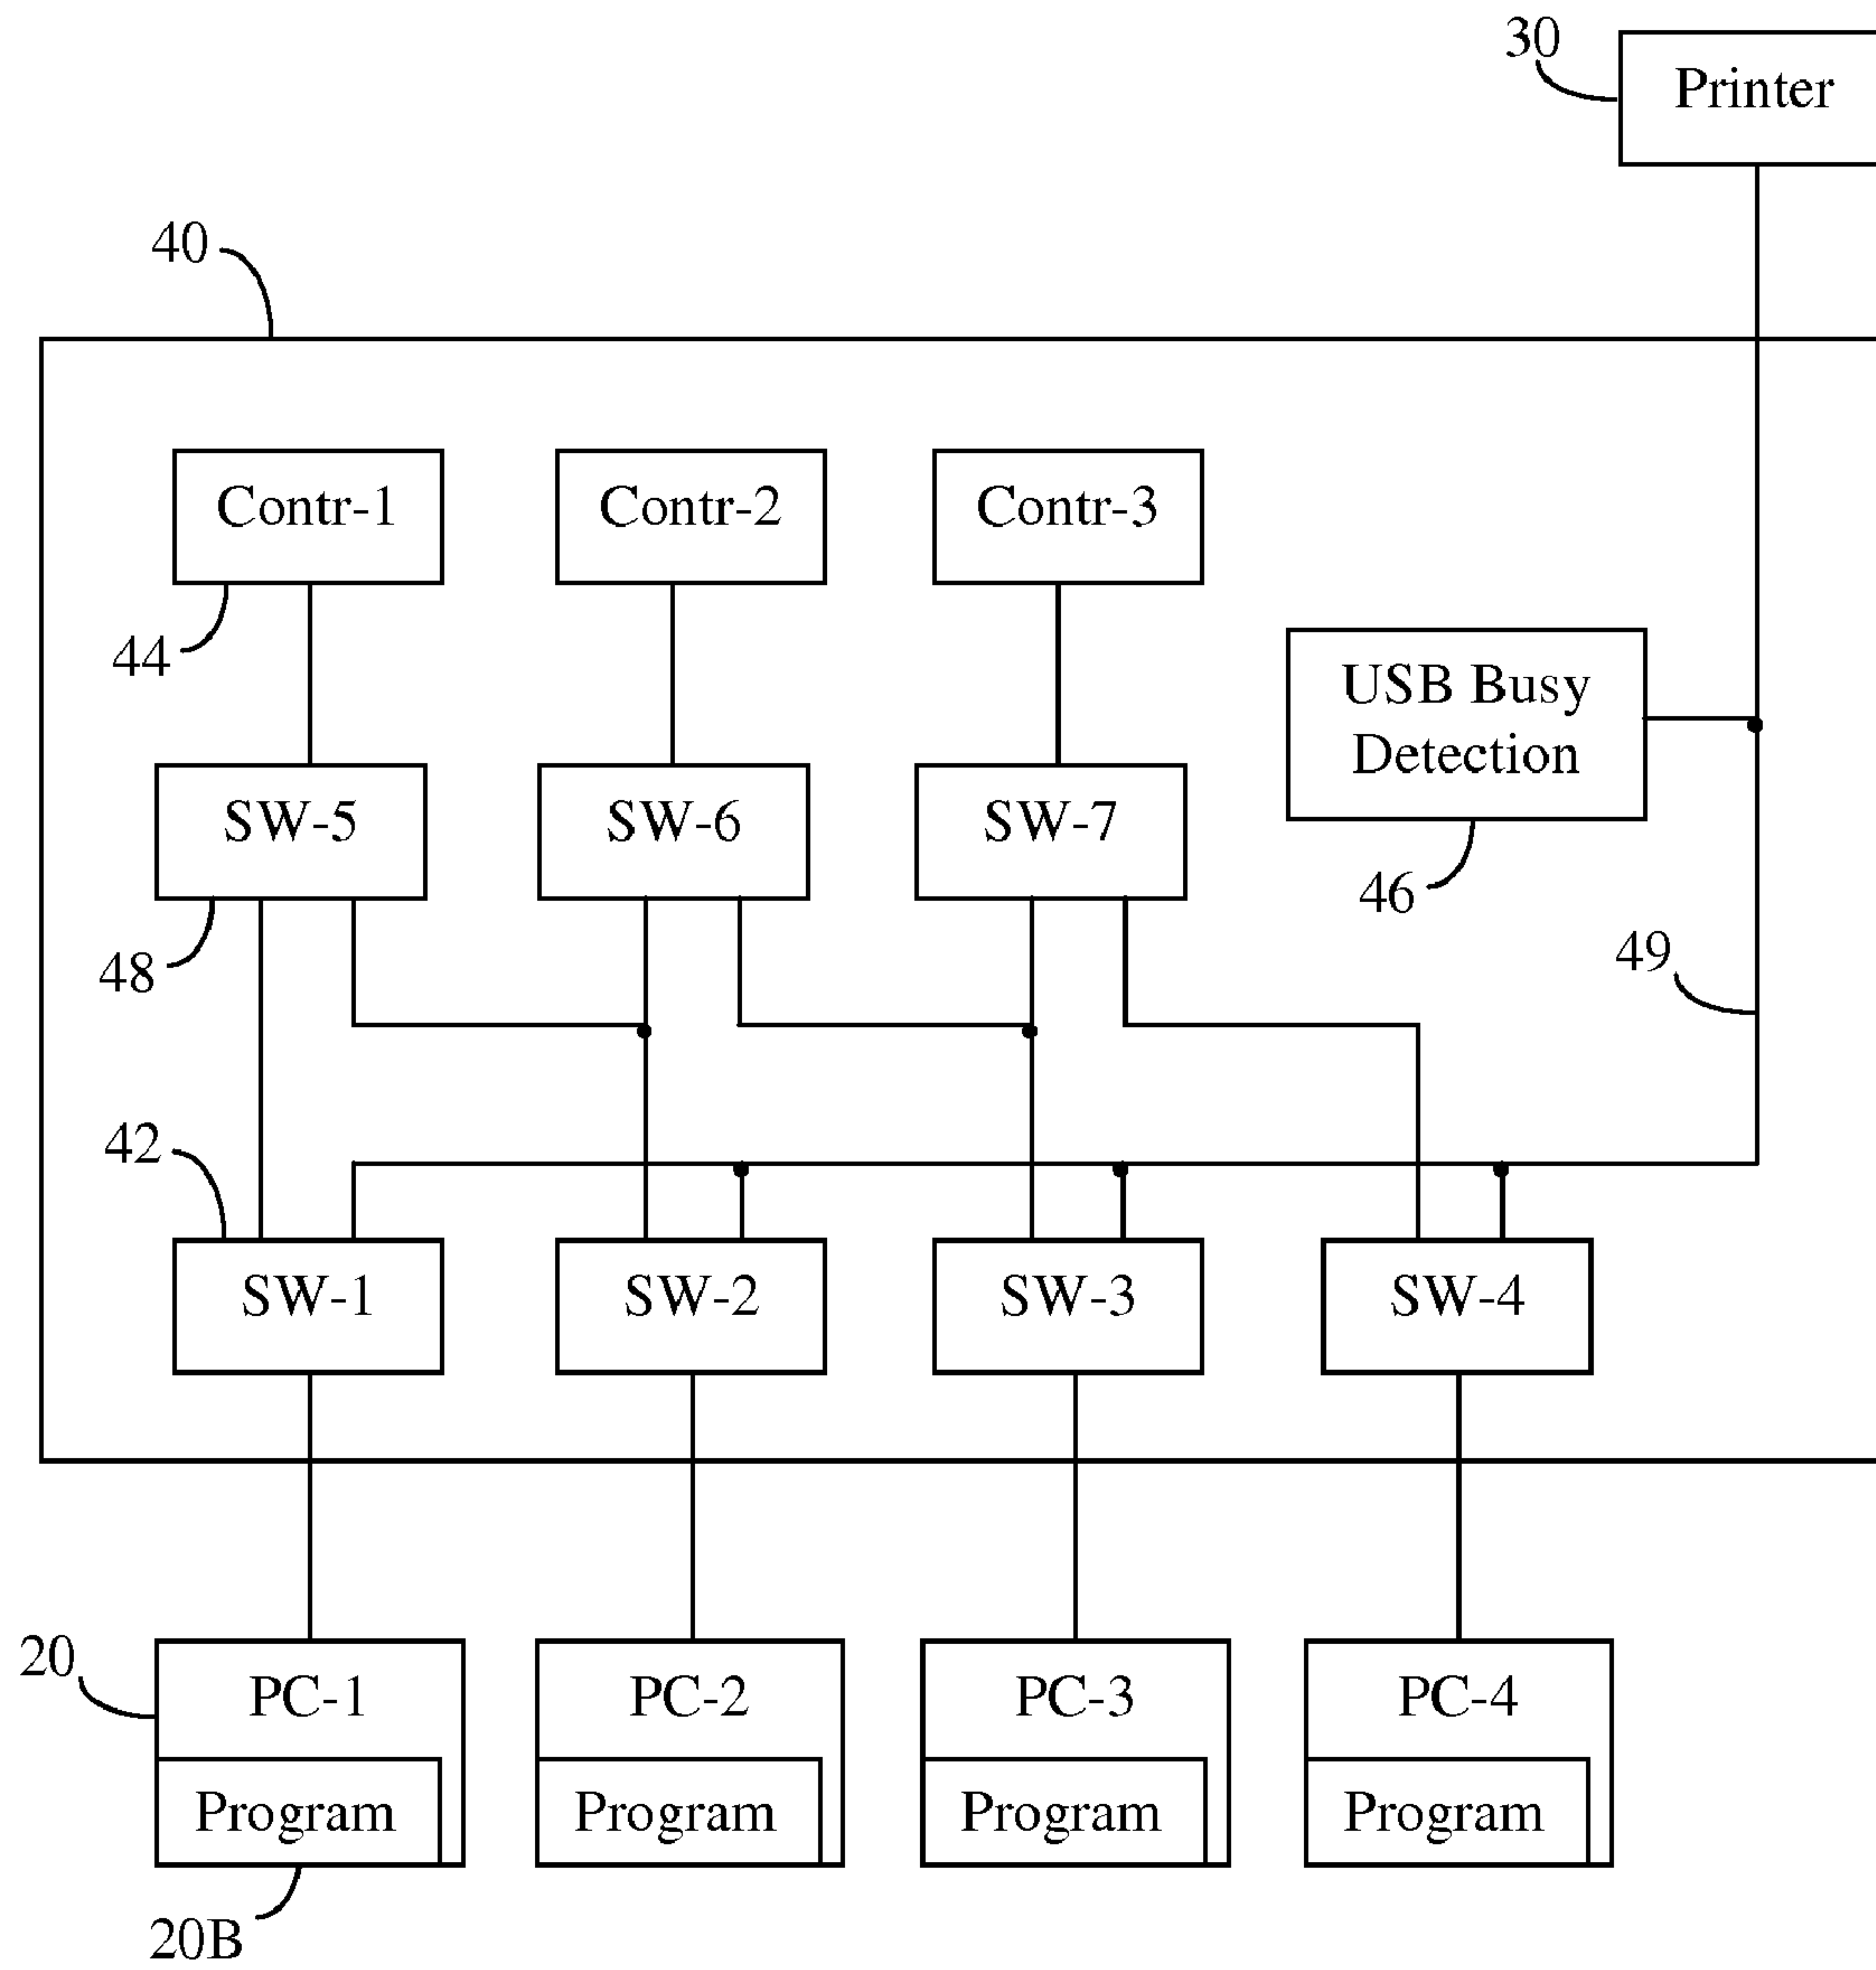 30
Printer
40
Contr-1
Contr-2
Contr-3
44
USB Busy
Detection
SW-5
SW-6
SW-7
46
48
49
42
SW-1
SW-2
SW-3
SW-4
20
PC-1
PC-2
PC-3
PC-4
Program
Program
Program
Program
20B